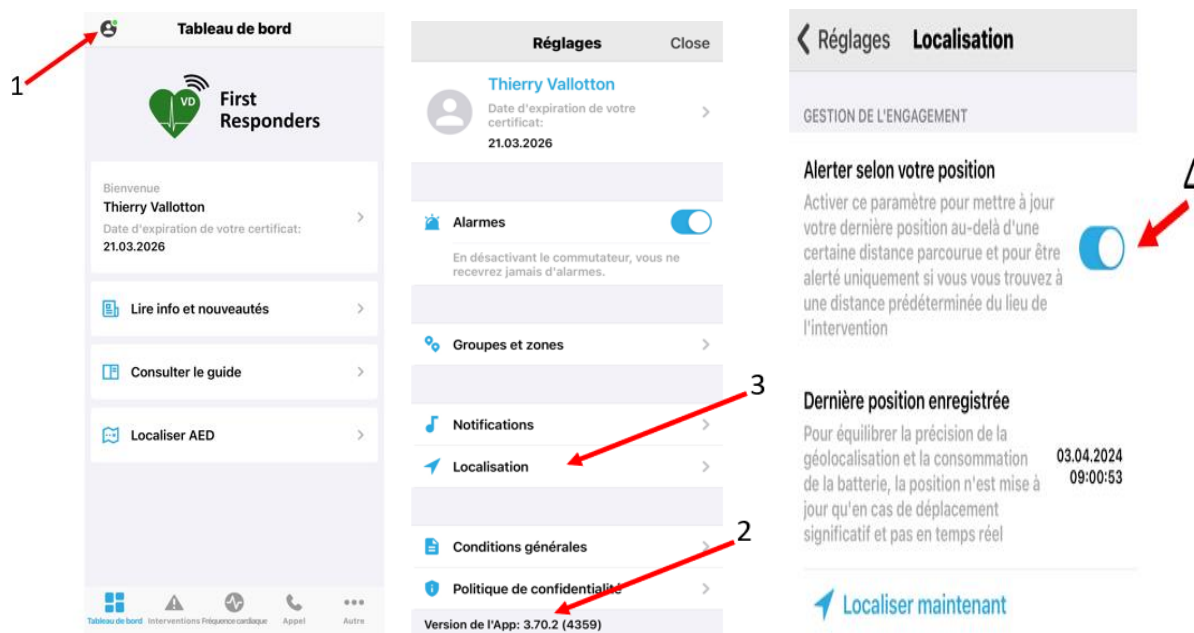 1
Tableau de bord
VD
First
Responders
Bienvenue
Thierry Vallotton
Date d'expiration de votre certificat:
21.03.2026
Lire info et nouveautés
Consulter le guide
Localiser AED
Tableau de bord
Interventions
Fréquence cardiaque
Appel
Autre
Réglages
Close
Thierry Vallotton
Date d'expiration de votre
certificat:
21.03.2026
Alarmes
En désactivant le commutateur, vous ne
recevrez jamais d'alarmes.
Groupes et zones
Notifications
3
Localisation
2
Conditions générales
Politique de confidentialité
Version de l'App: 3.70.2 (4359)
Réglages
Localisation
GESTION DE L'ENGAGEMENT
Alerter selon votre position
Activer ce paramètre pour mettre à jour
votre dernière position au-delà d'une
certaine distance parcourue et pour être
alerté uniquement si vous vous trouvez à
une distance prédéterminée du lieu de
l'intervention
Dernière position enregistrée
Pour équilibrer la précision de la
géolocalisation et la consommation
de la batterie, la position n'est mise à
jour qu'en cas de déplacement
significatif et pas en temps réel
03.04.2024
09:00:53
Localiser maintenant